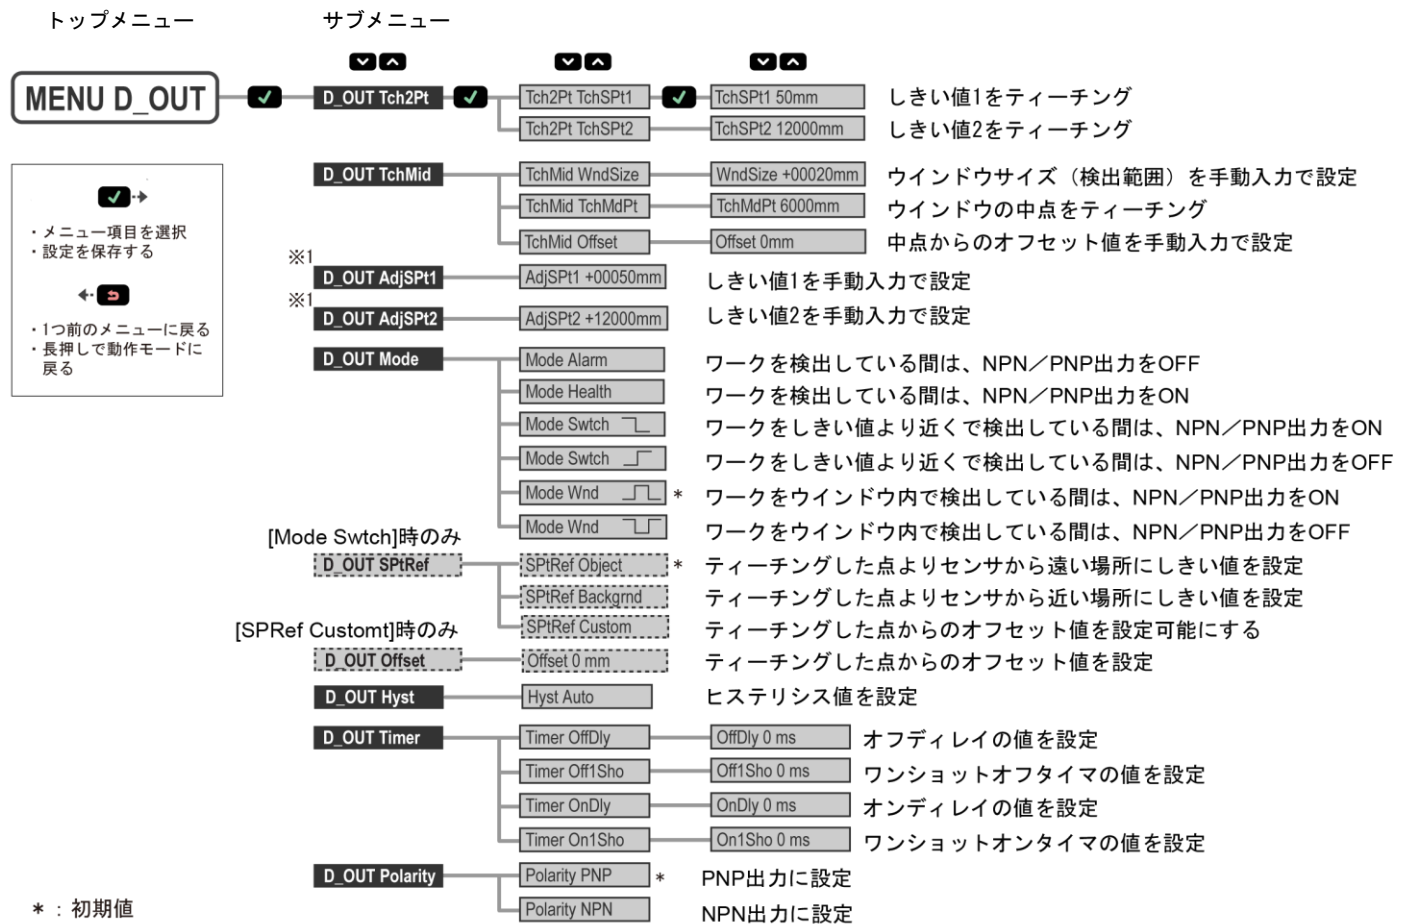 トップメニュー
サブメニュー
MENU D_OUT
D_OUT Tch2Pt
Tch2Pt TchSPt1
TchSPt1 50mm
しきい値1をティーチング
Tch2Pt TchSPt2
TchSPt2 12000mm
しきい値2をティーチング
・メニュー項目を選択
・設定を保存する
・1つ前のメニューに戻る
・長押しで動作モードに
戻る
D_OUT TchMid
TchMid WndSize
WndSize +00020mm
ウインドウサイズ（検出範囲）を手動入力で設定
TchMid TchMdPt
TchMdPt 6000mm
ウインドウの中点をティーチング
TchMid Offset
Offset 0mm
中点からのオフセット値を手動入力で設定
※1
D_OUT AdjSPt1
AdjSPt1 +00050mm
しきい値1を手動入力で設定
※1
D_OUT AdjSPt2
AdjSPt2 +12000mm
しきい値2を手動入力で設定
D_OUT Mode
Mode Alarm
ワークを検出している間は、NPN／PNP出力をOFF
Mode Health
ワークを検出している間は、NPN／PNP出力をON
Mode Swtch
ワークをしきい値より近くで検出している間は、NPN／PNP出力をON
Mode Swtch
ワークをしきい値より近くで検出している間は、NPN／PNP出力をOFF
Mode Wnd
*
ワークをウインドウ内で検出している間は、NPN／PNP出力をON
Mode Wnd
ワークをウインドウ内で検出している間は、NPN／PNP出力をOFF
[Mode Swtch]時のみ
D_OUT SPtRef
SPtRef Object
*
ティーチングした点よりセンサから遠い場所にしきい値を設定
SPtRef Backgrnd
ティーチングした点よりセンサから近い場所にしきい値を設定
SPtRef Custom
ティーチングした点からのオフセット値を設定可能にする
[SPRef Customt]時のみ
D_OUT Offset
Offset 0 mm
ティーチングした点からのオフセット値を設定
D_OUT Hyst
Hyst Auto
ヒステリシス値を設定
D_OUT Timer
Timer OffDly
OffDly 0 ms
オフディレイの値を設定
Timer Off1Sho
Off1Sho 0 ms
ワンショットオフタイマの値を設定
Timer OnDly
OnDly 0 ms
オンディレイの値を設定
Timer On1Sho
On1Sho 0 ms
ワンショットオンタイマの値を設定
D_OUT Polarity
Polarity PNP
*
PNP出力に設定
Polarity NPN
NPN出力に設定
*：初期値